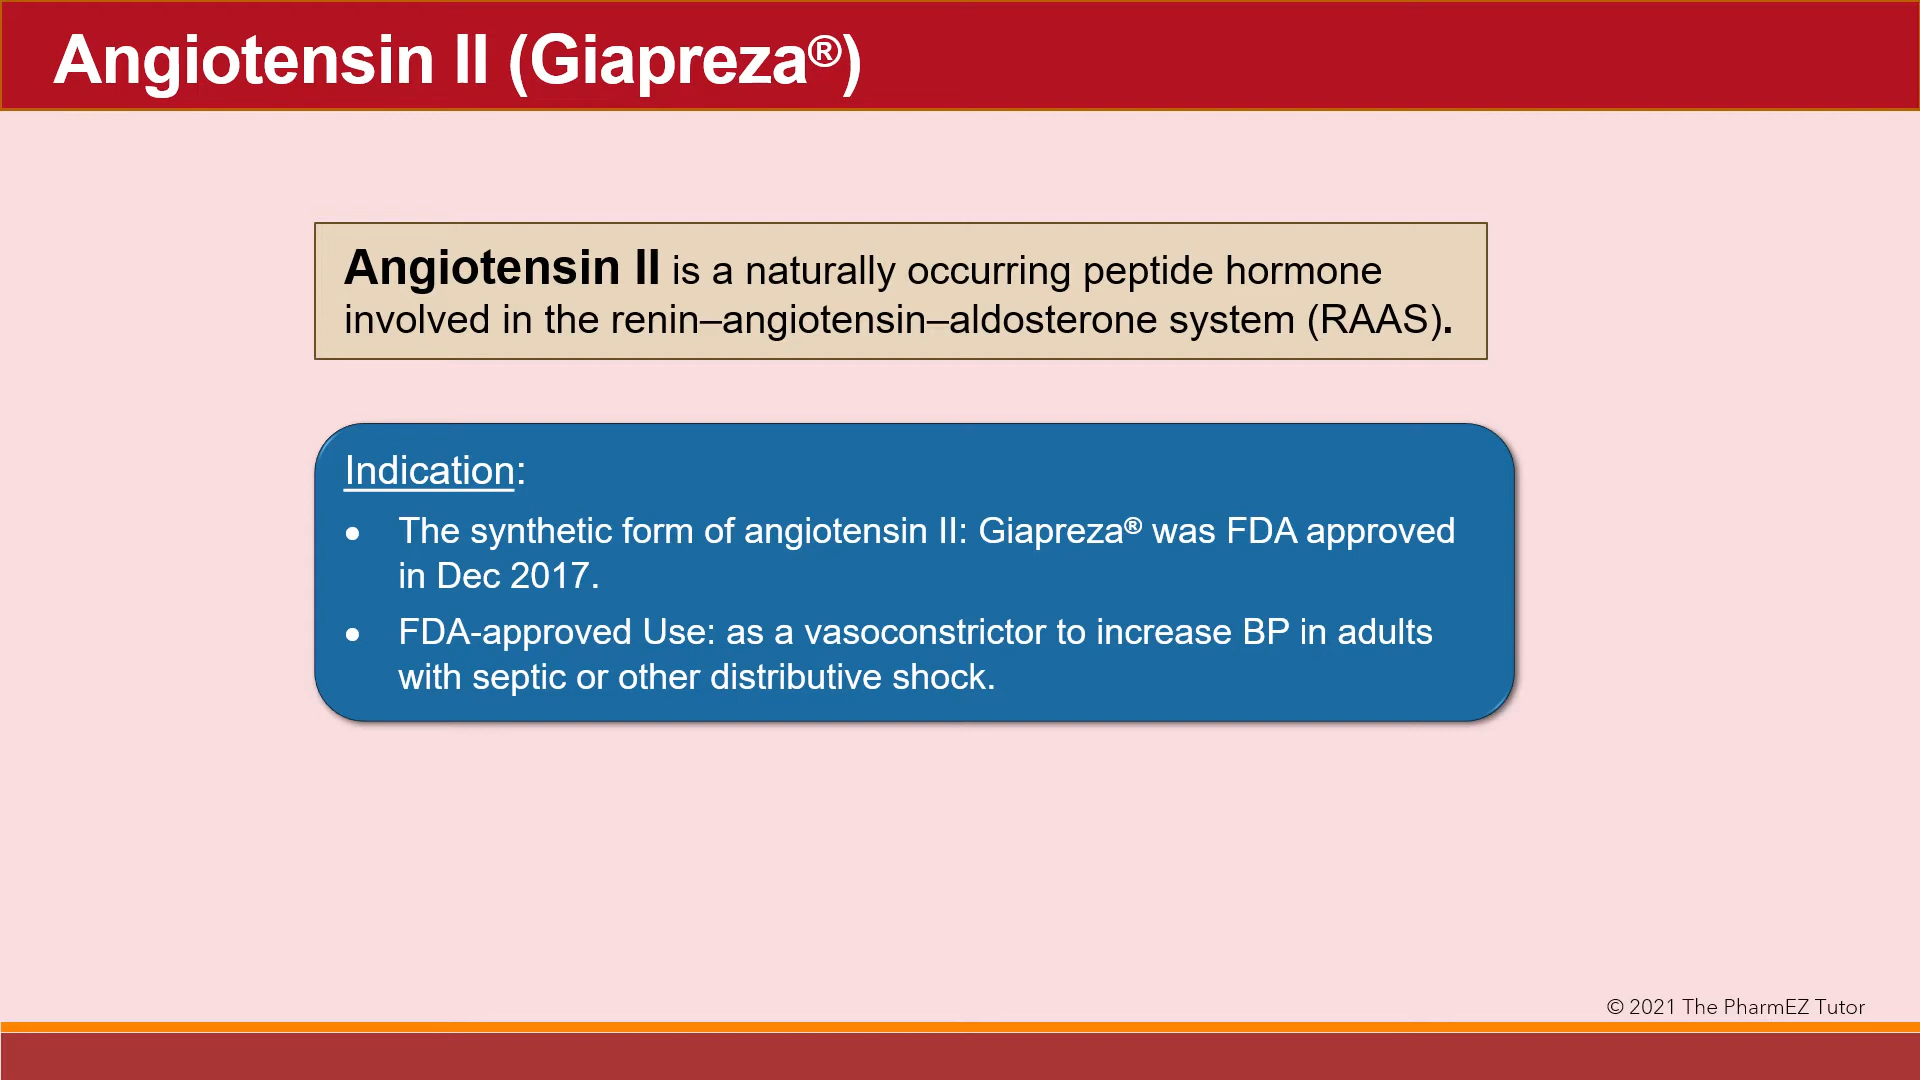 Angiotensin II (Giapreza®)
Angiotensin II is a naturally occurring peptide hormone
involved in the renin–angiotensin–aldosterone system (RAAS).
Indication:
● The synthetic form of angiotensin II: Giapreza® was FDA approved
in Dec 2017.
● FDA-approved Use: as a vasoconstrictor to increase BP in adults
with septic or other distributive shock.
© 2021 The PharmEZ Tutor